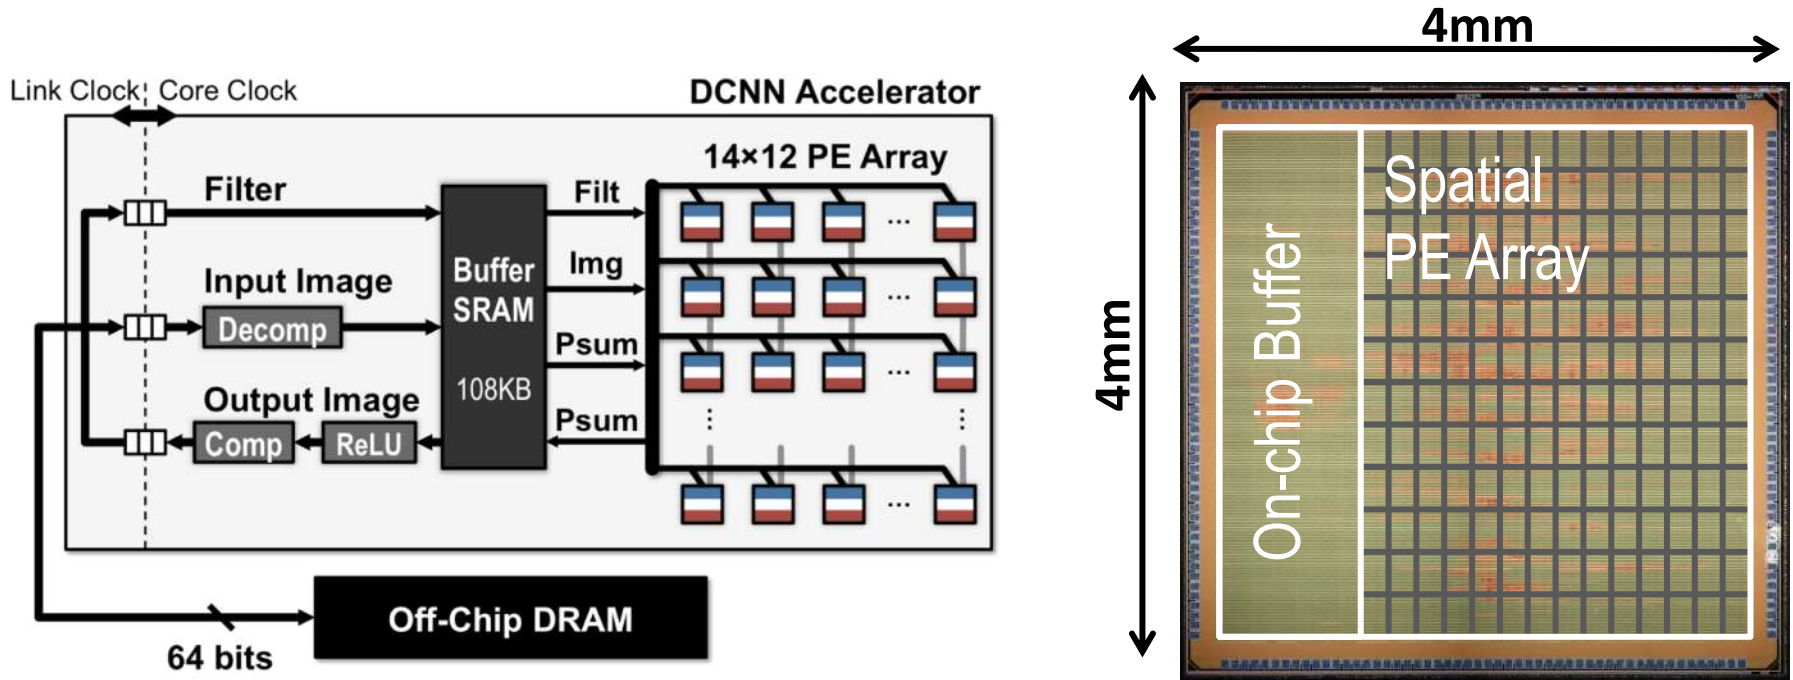 Link Clock Core Clock
DCNN Accelerator
14×12 PE Array
Filter
Input Image
Decomp
Output Image
Comp
ReLU
Buffer
SRAM
108KB
Filt
Img
Psum
Psum
...
...
...
...
Off-Chip DRAM
64 bits
4mm
4mm
On-chip Buffer
Spatial
PE Array